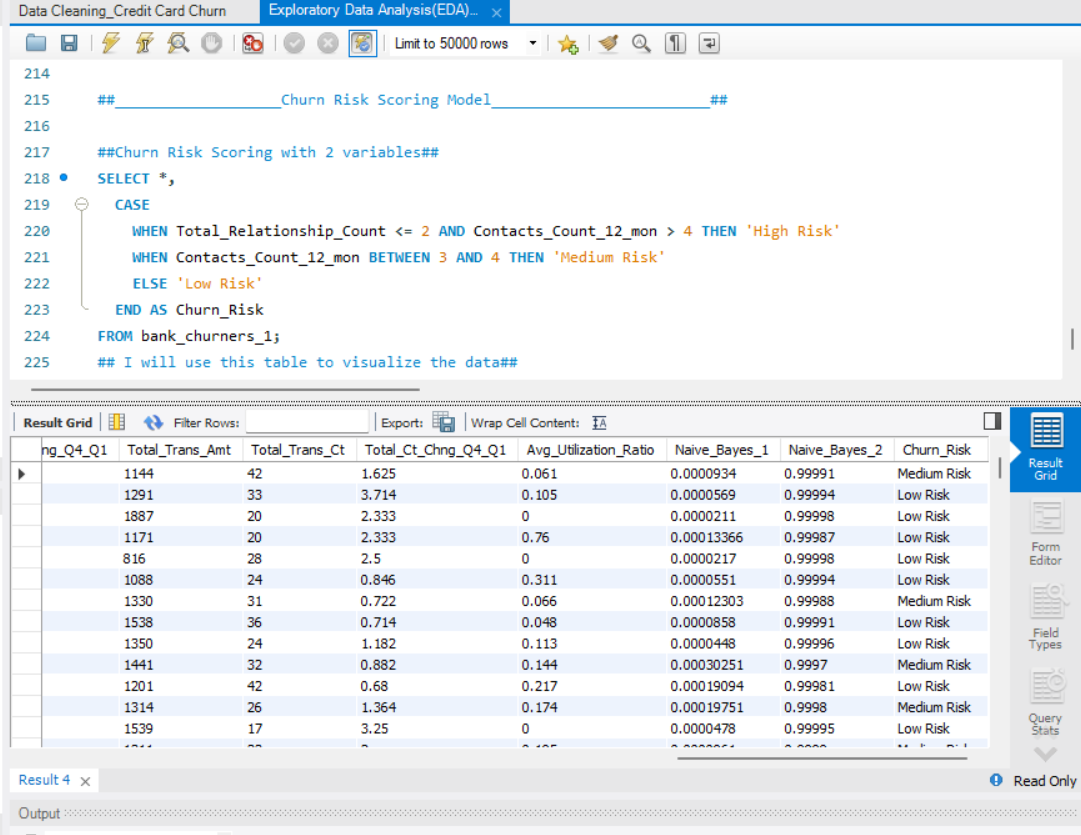 Data Cleaning_Credit Card Churn
Exploratory Data Analysis(EDA)...
Limit to 50000 rows
214
215 ##___________________Churn Risk Scoring Model_________________________##
216
217 ##Churn Risk Scoring with 2 variables##
218 SELECT *,
219 CASE
220 WHEN Total_Relationship_Count <= 2 AND Contacts_Count_12_mon > 4 THEN 'High Risk'
221 WHEN Contacts_Count_12_mon BETWEEN 3 AND 4 THEN 'Medium Risk'
222 ELSE 'Low Risk'
223 END AS Churn_Risk
224 FROM bank_churners_1;
225 ## I will use this table to visualize the data##
Result Grid Filter Rows: Export: Wrap Cell Content:
ng_Q4_Q1 Total_Trans_Amt Total_Trans_Ct Total_Ct_Chng_Q4_Q1 Avg_Utilization_Ratio Naive_Bayes_1 Naive_Bayes_2 Churn_Risk
1144 42 1.625 0.061 0.0000934 0.99991 Medium Risk
1291 33 3.714 0.105 0.0000569 0.99994 Low Risk
1887 20 2.333 0 0.0000211 0.99998 Low Risk
1171 20 2.333 0.76 0.00013366 0.99987 Low Risk
816 28 2.5 0 0.0000217 0.99998 Low Risk
1088 24 0.846 0.311 0.0000551 0.99994 Low Risk
1330 31 0.722 0.066 0.00012303 0.99988 Medium Risk
1538 36 0.714 0.048 0.0000858 0.99991 Low Risk
1350 24 1.182 0.113 0.0000448 0.99996 Low Risk
1441 32 0.882 0.144 0.00030251 0.9997 Medium Risk
1201 42 0.68 0.217 0.00019094 0.99981 Low Risk
1314 26 1.364 0.174 0.00019751 0.9998 Medium Risk
1539 17 3.25 0 0.0000478 0.99995 Low Risk
Result
Grid
Form
Editor
Field
Types
Query
Stats
Result 4
Read Only
Output